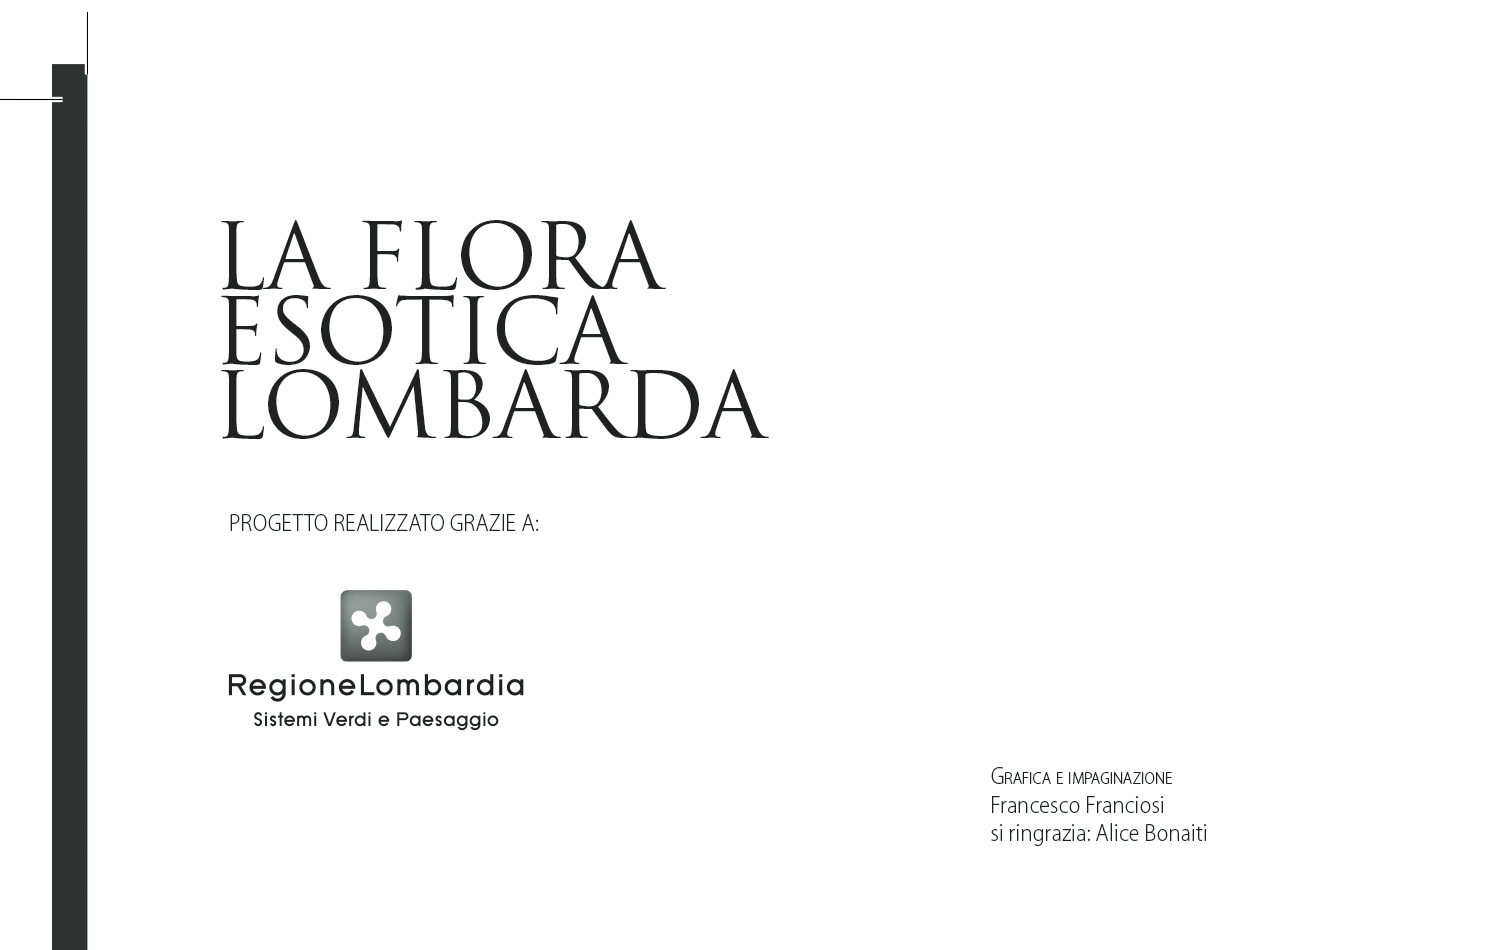 LA FLORA
ESOTICA
LOMBARDA
PROGETTO REALIZZATO GRAZIE A:
RegioneLombardia
Sistemi Verdi e Paesaggio
GRAFICA E IMPAGINAZIONE
Francesco Franciosi
si ringrazia: Alice Bonaiti